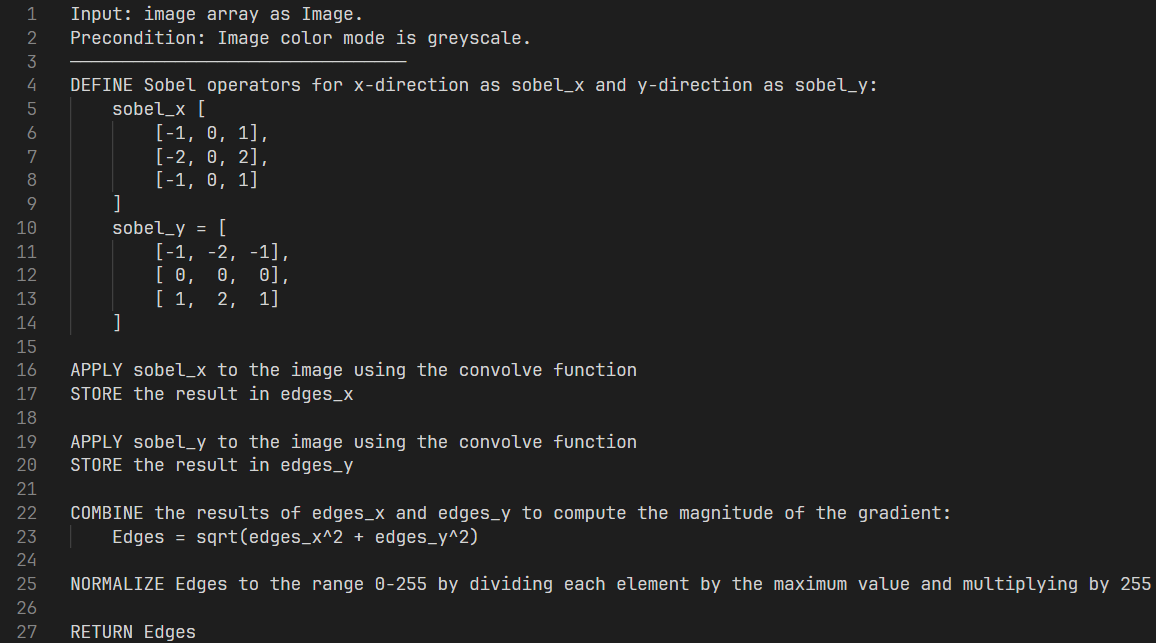 1 Input: image array as Image.
2 Precondition: Image color mode is greyscale.
3 ————————————————————————————————
4 DEFINE Sobel operators for x-direction as sobel_x and y-direction as sobel_y:
5     sobel_x [
6         [-1, 0, 1],
7         [-2, 0, 2],
8         [-1, 0, 1]
9     ]
10     sobel_y = [
11         [-1, -2, -1],
12         [ 0,  0,  0],
13         [ 1,  2,  1]
14     ]
15
16 APPLY sobel_x to the image using the convolve function
17 STORE the result in edges_x
18
19 APPLY sobel_y to the image using the convolve function
20 STORE the result in edges_y
21
22 COMBINE the results of edges_x and edges_y to compute the magnitude of the gradient:
23     Edges = sqrt(edges_x^2 + edges_y^2)
24
25 NORMALIZE Edges to the range 0-255 by dividing each element by the maximum value and multiplying by 255
26
27 RETURN Edges